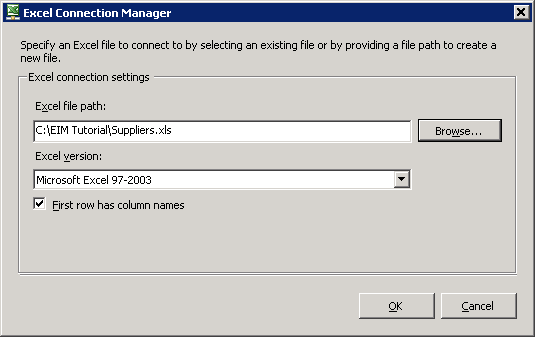 Excel Connection Manager
Specify an Excel file to connect to by selecting an existing file or by providing a file path to create a
new file.
Excel connection settings
Excel file path:
C:\EIM Tutorial\Suppliers.xls
Browse...
Excel version:
Microsoft Excel 97-2003
First row has column names
OK
Cancel